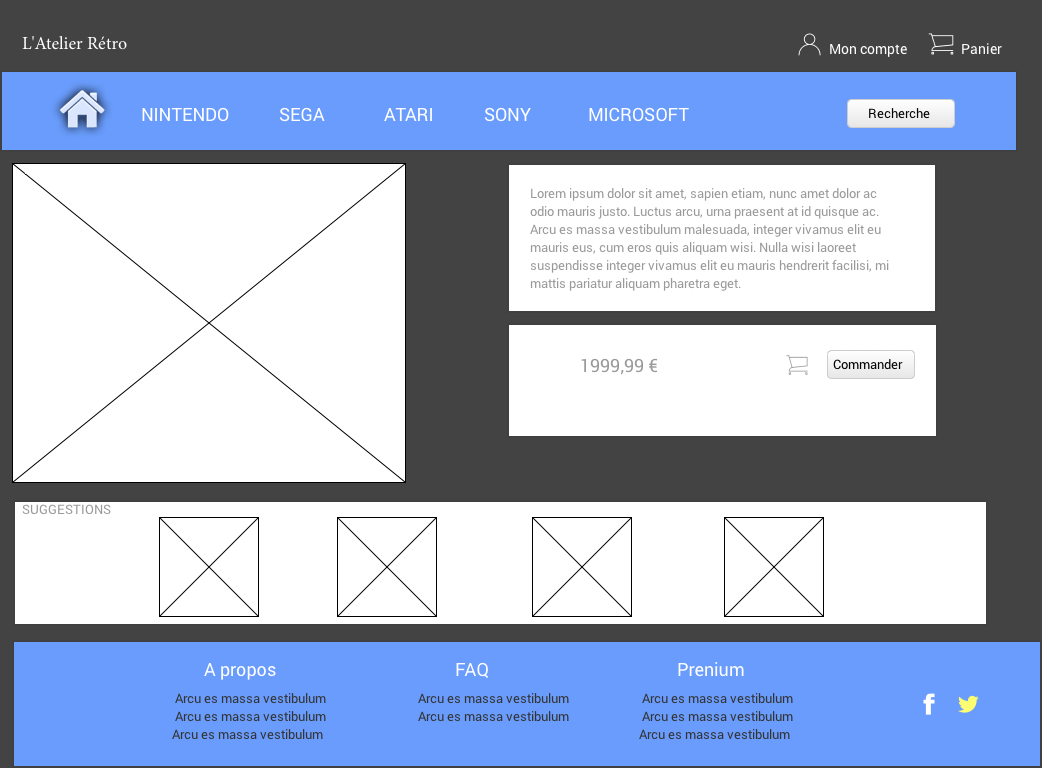 L'Atelier Rétro
Mon compte
Panier
NINTENDO
SEGA
ATARI
SONY
MICROSOFT
Recherche
Lorem ipsum dolor sit amet, sapien etiam, nunc amet dolor ac
odio mauris justo. Luctus arcu, urna praesent at id quisque ac.
Arcu es massa vestibulum malesuada, integer vivamus elit eu
mauris eus, cum eros quis aliquam wisi. Nulla wisi laoreet
suspendisse integer vivamus elit eu mauris hendrerit facilisi, mi
mattis pariatur aliquam pharetra eget.
1999,99 €
Commander
SUGGESTIONS
A propos
Arcu es massa vestibulum
Arcu es massa vestibulum
Arcu es massa vestibulum
FAQ
Arcu es massa vestibulum
Arcu es massa vestibulum
Prenium
Arcu es massa vestibulum
Arcu es massa vestibulum
Arcu es massa vestibulum